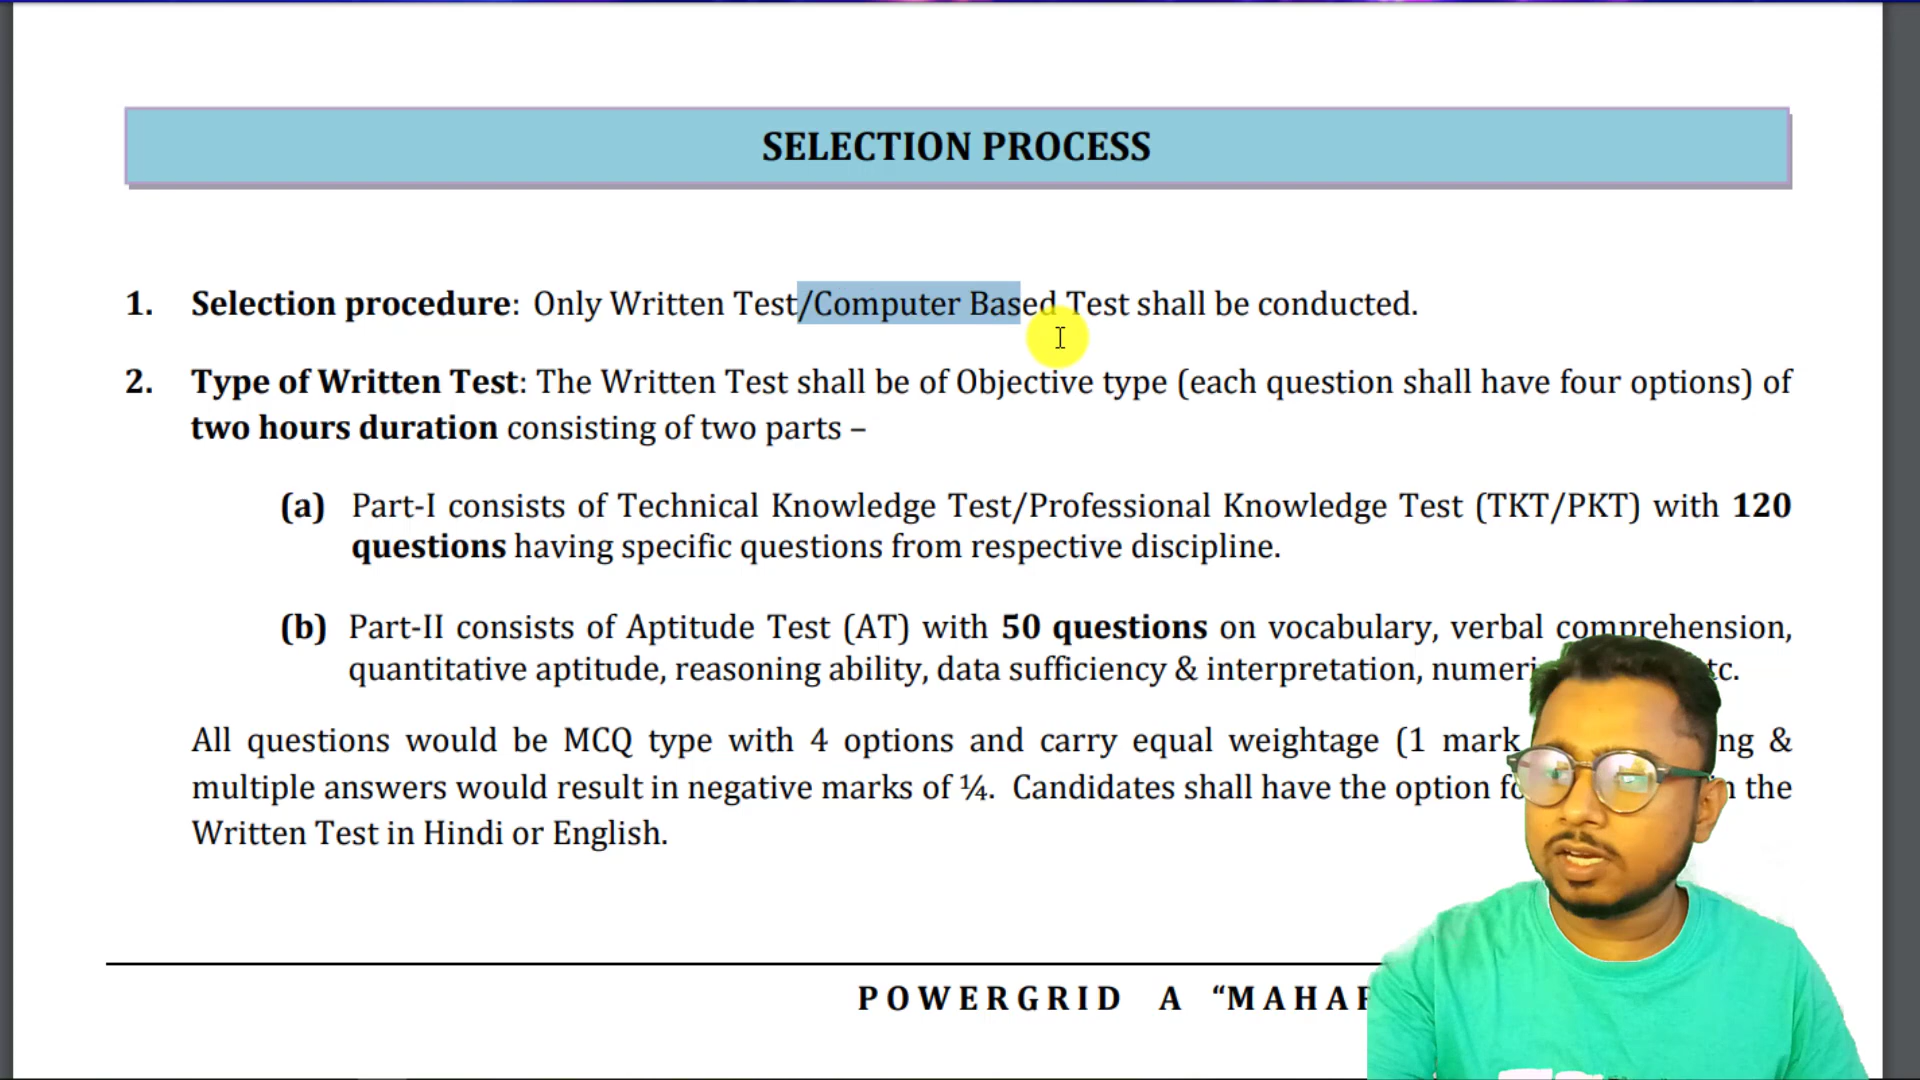 SELECTION PROCESS
1. Selection procedure: Only Written Test/Computer Based Test shall be conducted.
2. Type of Written Test: The Written Test shall be of Objective type (each question shall have four options) of
two hours duration consisting of two parts –
(a) Part-I consists of Technical Knowledge Test/Professional Knowledge Test (TKT/PKT) with 120
questions having specific questions from respective discipline.
(b) Part-II consists of Aptitude Test (AT) with 50 questions on vocabulary, verbal comprehension,
quantitative aptitude, reasoning ability, data sufficiency & interpretation,
All questions would be MCQ type with 4 options and carry equal weightage (1 mark &
multiple answers would result in negative marks of ¼. Candidates shall have the option the
Written Test in Hindi or English.
POWERGRID A